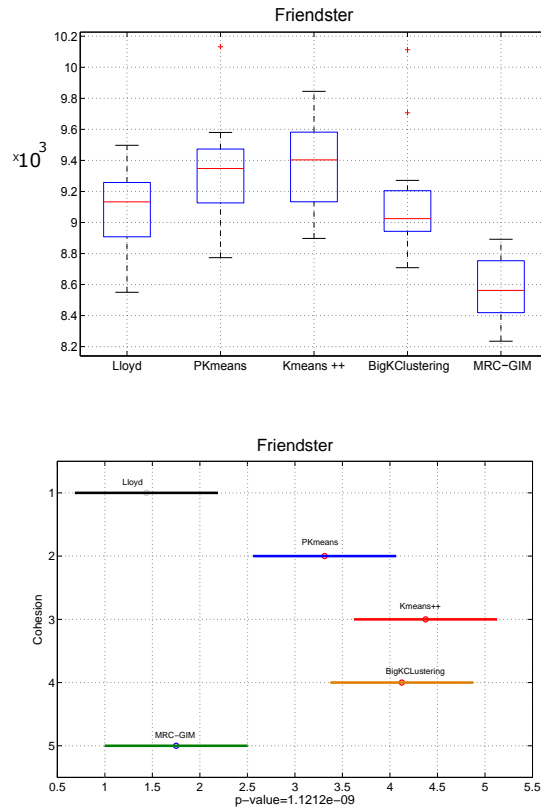 Friendster
10.2
10
9.8
9.6
×10³
9.4
9.2
9
8.8
8.6
8.4
8.2
Lloyd PKmeans Kmeans ++ BigKClustering MRC-GIM
Friendster
Lloyd
1
PKmeans
2
Kmeans++
3
Cohesion
BigKCLustering
4
MRC-GIM
5
0.5 1 1.5 2 2.5 3 3.5 4 4.5 5 5.5
p-value=1.1212e-09